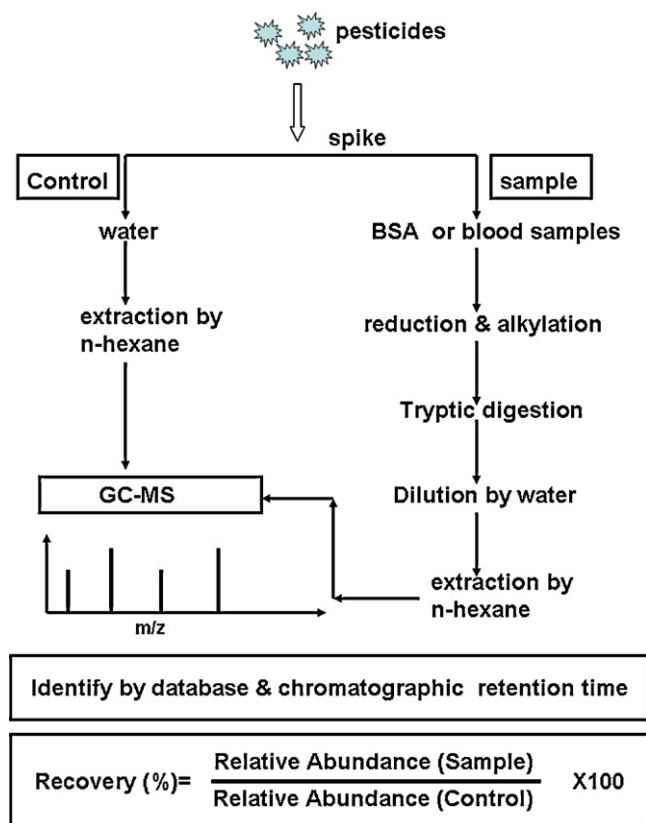 pesticides
spike
Control
sample
water
BSA or blood samples
extraction by
n-hexane
reduction & alkylation
Tryptic digestion
GC-MS
Dilution by water
extraction by
n-hexane
m/z
Identify by database & chromatographic retention time
Recovery (%)= Relative Abundance (Sample) X100
Relative Abundance (Control)